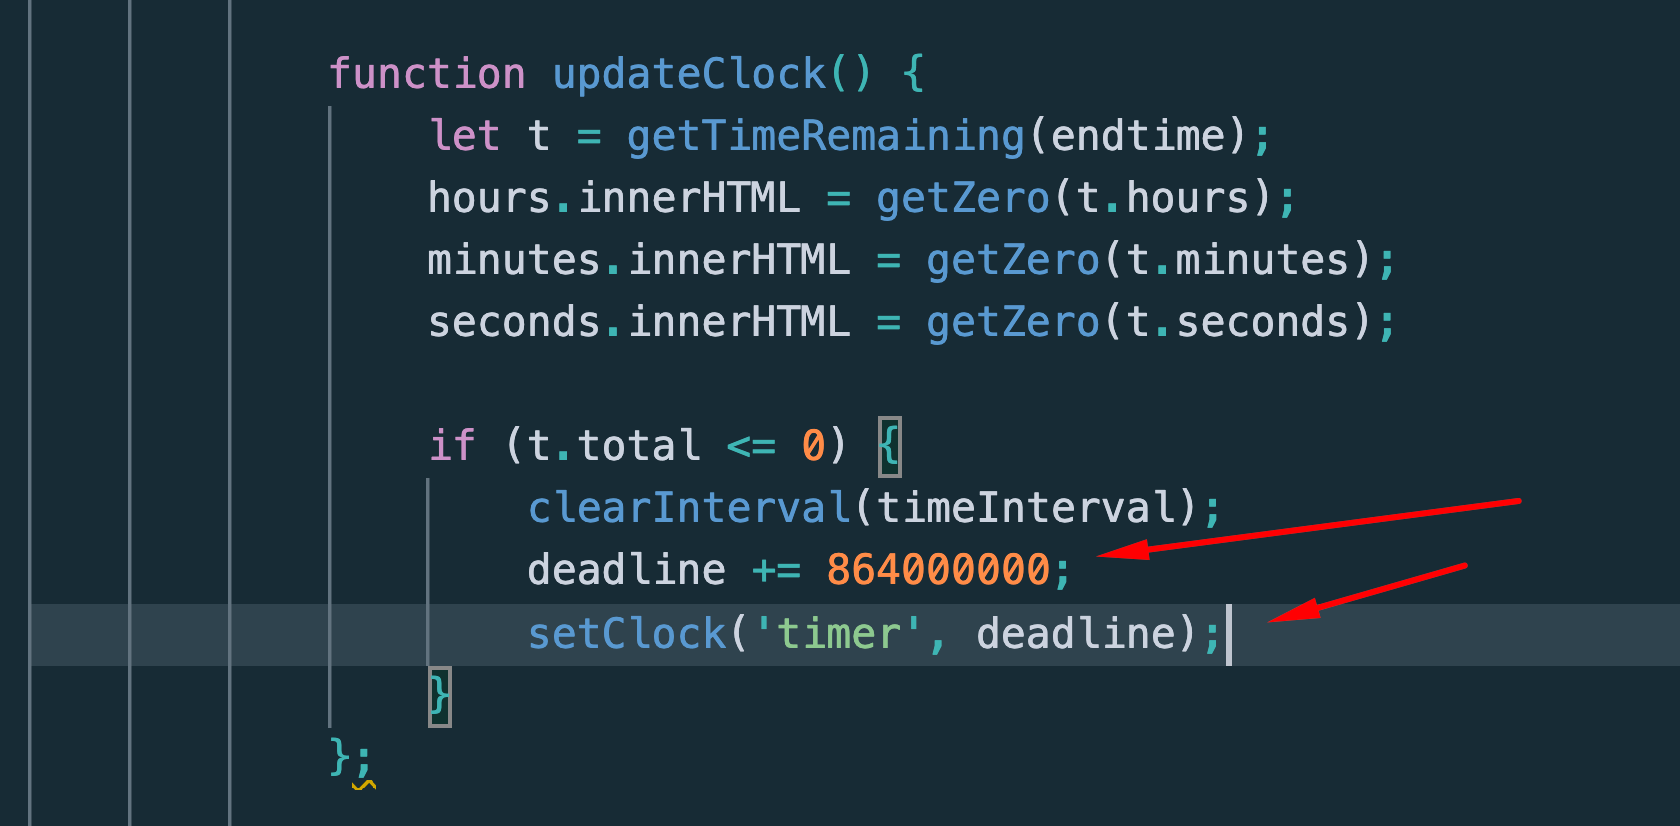 function updateClock() {
let t = getTimeRemaining(endtime);
hours.innerHTML = getZero(t.hours);
minutes.innerHTML = getZero(t.minutes);
seconds.innerHTML = getZero(t.seconds);
if (t.total <= 0) {
clearInterval(timeInterval);
deadline += 864000000;
setClock('timer', deadline);
}
};